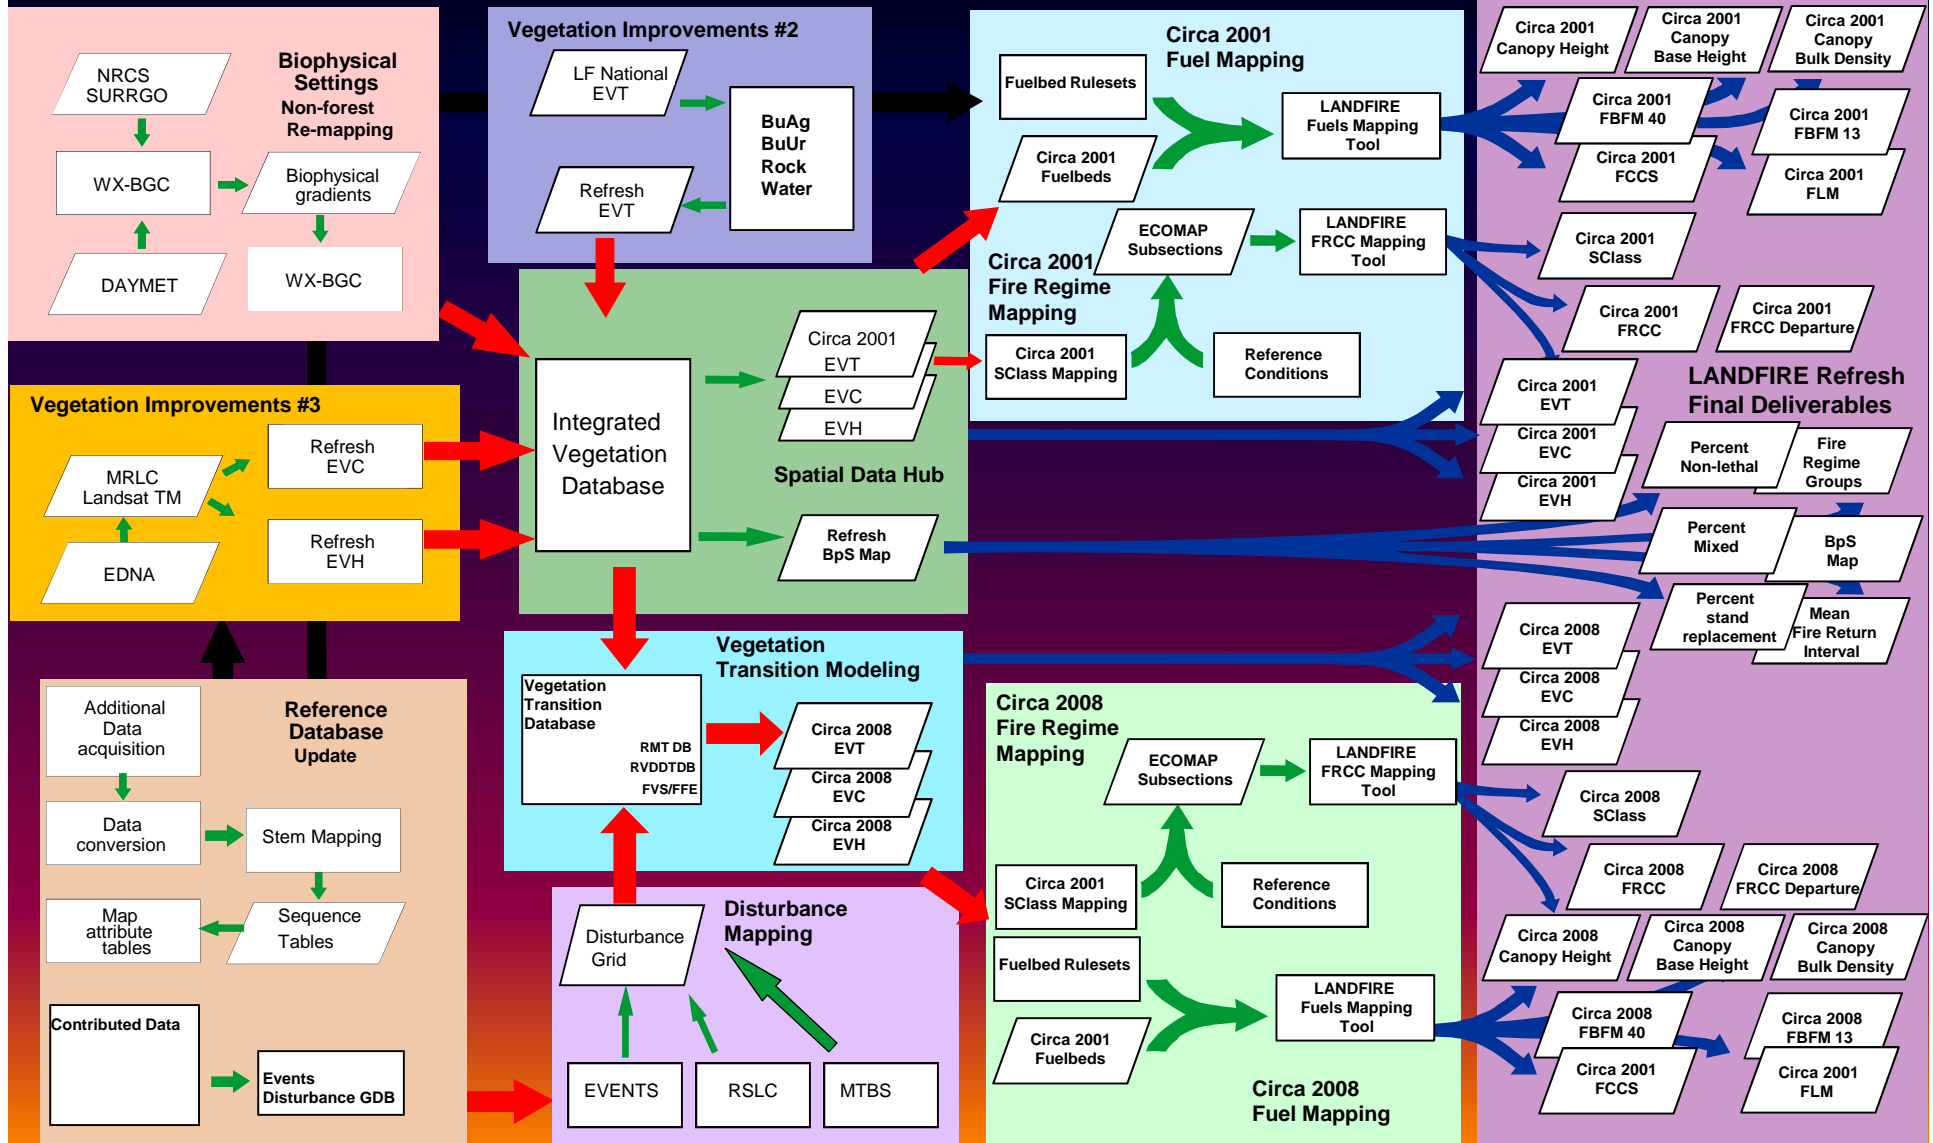 Biophysical
Settings
Non-forest
Re-mapping
NRCS
SURRGO
WX-BGC
Biophysical
gradients
DAYMET
WX-BGC
Vegetation Improvements #2
LF National
EVT
BuAg
BuUr
Rock
Water
Refresh
EVT
Vegetation Improvements #3
MRLC
Landsat TM
Refresh
EVC
EDNA
Refresh
EVH
Integrated
Vegetation
Database
Circa 2001
EVT
EVC
EVH
Spatial Data Hub
Refresh
BpS Map
Reference
Database
Update
Additional
Data
acquisition
Data
conversion
Stem Mapping
Map
attribute
tables
Sequence
Tables
Contributed Data
Events
Disturbance GDB
Vegetation
Transition Modeling
Vegetation
Transition
Database
RMT DB
RVDDTDB
FVS/FFE
Circa 2008
EVT
Circa 2008
EVC
Circa 2008
EVH
Disturbance
Mapping
Disturbance
Grid
EVENTS
RSLC
MTBS
Circa 2001
Fuel Mapping
Fuelbed Rulesets
Circa 2001
Fuelbeds
LANDFIRE
Fuels Mapping
Tool
Circa 2001
Fire Regime
Mapping
ECOMAP
Subsections
LANDFIRE
FRCC Mapping
Tool
Circa 2001
SClass Mapping
Reference
Conditions
Circa 2008
Fire Regime
Mapping
ECOMAP
Subsections
LANDFIRE
FRCC Mapping
Tool
Circa 2001
SClass Mapping
Reference
Conditions
Fuelbed Rulesets
Circa 2001
Fuelbeds
LANDFIRE
Fuels Mapping
Tool
Circa 2008
Fuel Mapping
Circa 2001
Canopy Height
Circa 2001
Canopy
Base Height
Circa 2001
Canopy
Bulk Density
Circa 2001
FBFM 40
Circa 2001
FBFM 13
Circa 2001
FCCS
Circa 2001
FLM
Circa 2001
SClass
Circa 2001
FRCC
Circa 2001
FRCC Departure
LANDFIRE Refresh
Final Deliverables
Circa 2001
EVT
Circa 2001
EVC
Circa 2001
EVH
Percent
Non-lethal
Fire
Regime
Groups
Percent
Mixed
BpS
Map
Percent
stand
replacement
Mean
Fire Return
Interval
Circa 2008
EVT
Circa 2008
EVC
Circa 2008
EVH
Circa 2008
SClass
Circa 2008
FRCC
Circa 2008
FRCC Departure
Circa 2008
Canopy Height
Circa 2008
Canopy
Base Height
Circa 2008
Canopy
Bulk Density
Circa 2008
FBFM 40
Circa 2008
FBFM 13
Circa 2001
FCCS
Circa 2001
FLM